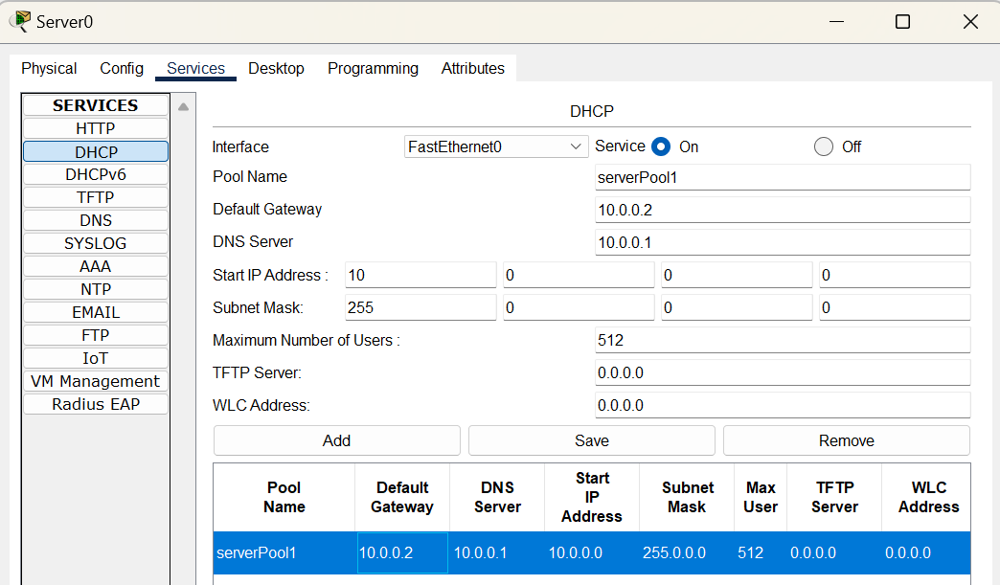 Server0
Physical Config Services Desktop Programming Attributes
SERVICES
HTTP
DHCP
DHCPv6
TFTP
DNS
SYSLOG
AAA
NTP
EMAIL
FTP
IoT
VM Management
Radius EAP
DHCP
Interface FastEthernet0 Service On Off
Pool Name serverPool1
Default Gateway 10.0.0.2
DNS Server 10.0.0.1
Start IP Address : 10 0 0 0
Subnet Mask: 255 0 0 0
Maximum Number of Users : 512
TFTP Server: 0.0.0.0
WLC Address: 0.0.0.0
Add Save Remove
Pool Name Default Gateway DNS Server Start IP Address Subnet Mask Max User TFTP Server WLC Address
serverPool1 10.0.0.2 10.0.0.1 10.0.0.0 255.0.0.0 512 0.0.0.0 0.0.0.0